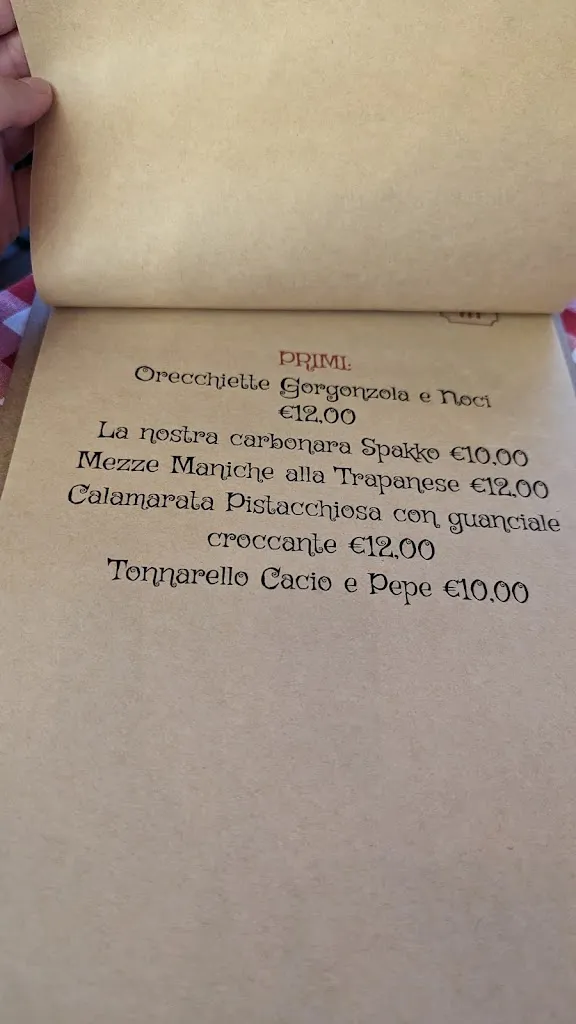 PRIMI:
Orecchiette Gorgonzola e Noci
€12,00
La nostra carbonara Spakko €10,00
Mezze Maniche alla Trapanese €12,00
Calamarata Pistacchiosa con guanciale
croccante €12,00
Tonnarello Cacio e Pepe €10,00